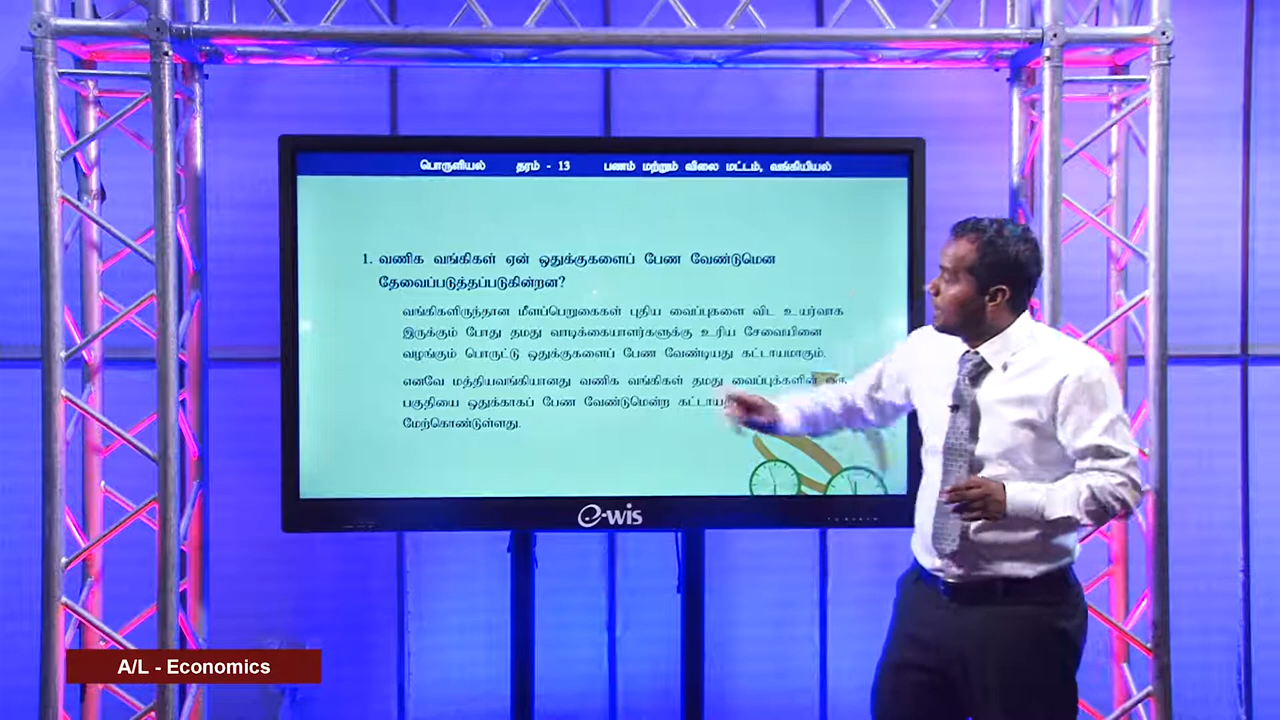 பொருளியல் தரம் - 13 பணம் மற்றும் விலை மட்டம், வங்கியியல்
1. வணிக வங்கிகள் ஏன் ஒதுக்குகளைப் பேண வேண்டுமென
தேவைப்படுத்தப்படுகின்றன?
வங்கிகளிருத்தான மீளப்பெறுகைகள் புதிய வைப்புகளை விட உயர்வாக
இருக்கும் போது தமது வாடிக்கையாளர்களுக்கு உரிய சேவையினை
வழங்கும் பொருட்டு ஒதுக்குகளைப் பேண வேண்டியது கட்டாயமாகும்.
எனவே மத்தியவங்கியானது வணிக வங்கிகள் தமது வைப்புக்களின் ஒரு
பகுதியை ஒதுக்காகப் பேண வேண்டுமென்ற
மேற்கொண்டுள்ளது.
e-wis
A/L - Economics